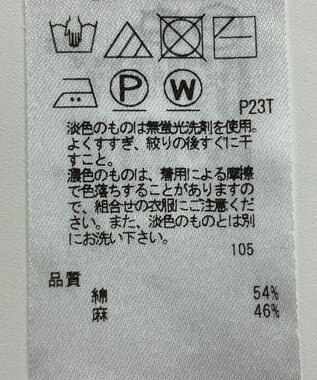 P
W
P23T
淡色のものは無蛍光洗剤を使用。
よくすすぎ、絞りの後すぐに干
すこと。
濃色のものは、着用による摩擦
で色落ちすることがありますの
で、組合せの衣服にご注意くだ
さい。また、淡色のものとは別
にお洗い下さい。
105
品質
綿 54%
麻 46%